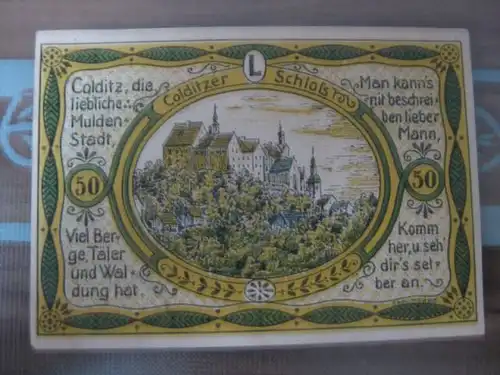 L
Colditzer Schloß
Colditz, die
liebliche
Mulden-
Stadt,
50
Viel Ber-
ge, Täler
und Wal-
dung hat.
Man kann's
nit beschrei-
ben lieber
Mann,
50
Komm
her, u. seh'
dir's sel-
ber an.